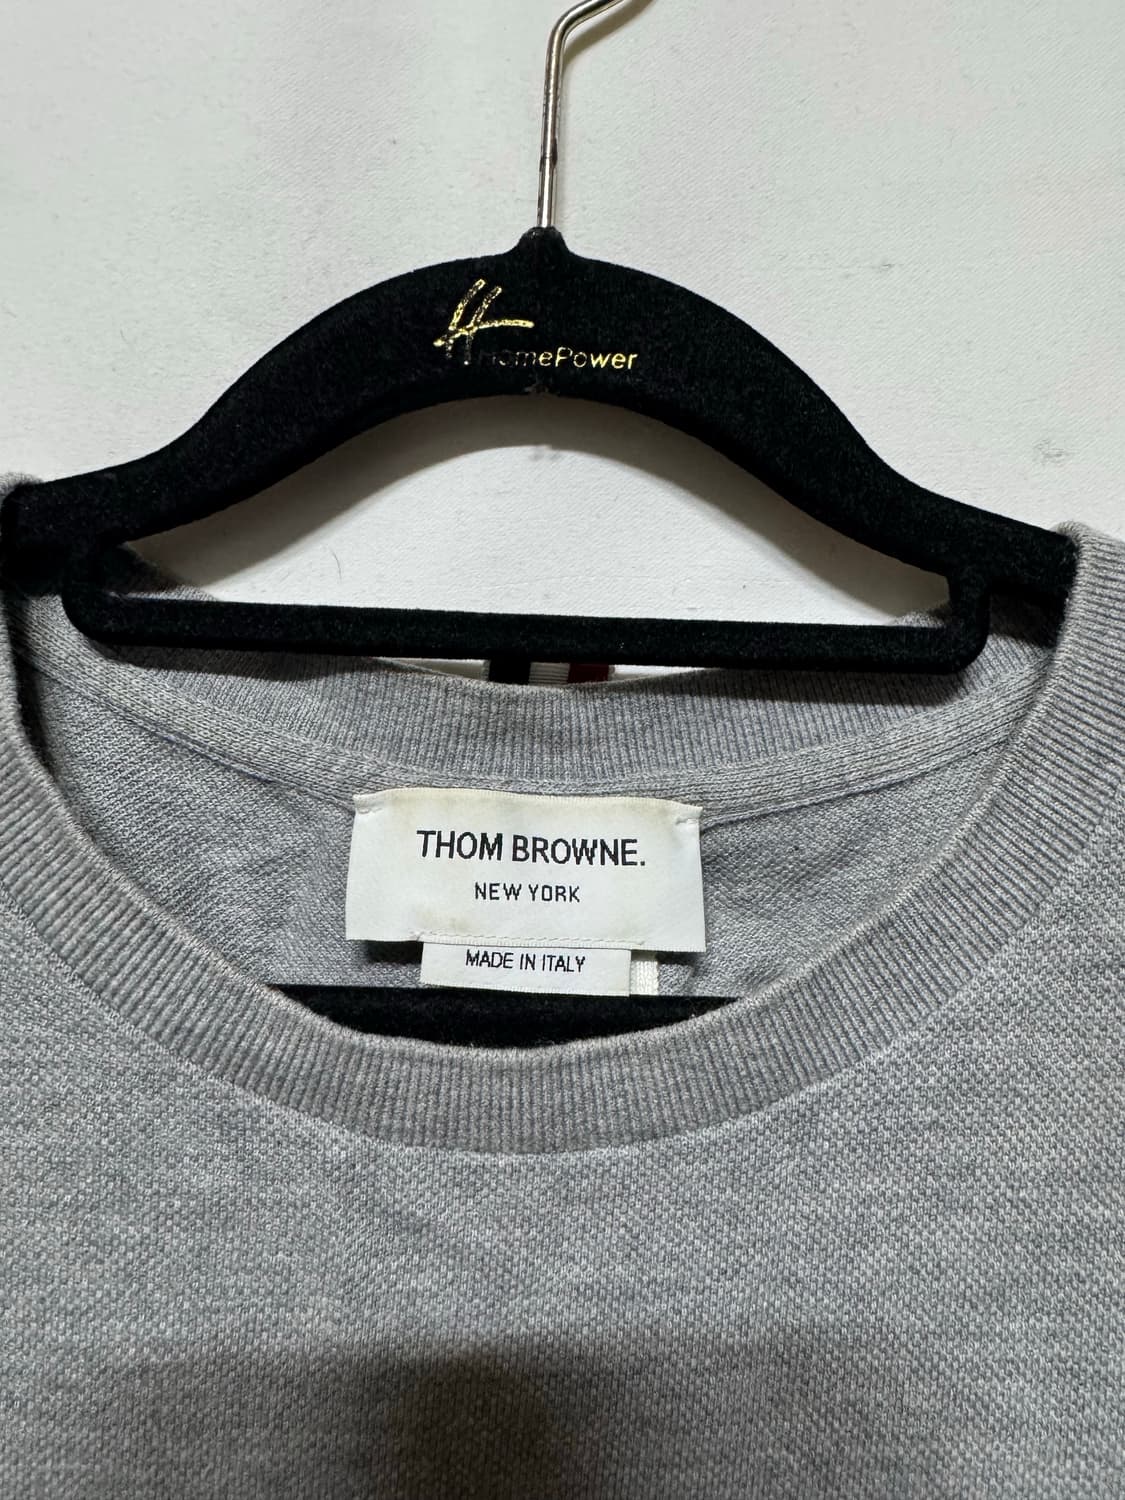 HomePower
THOM BROWNE.
NEW YORK
MADE IN ITALY